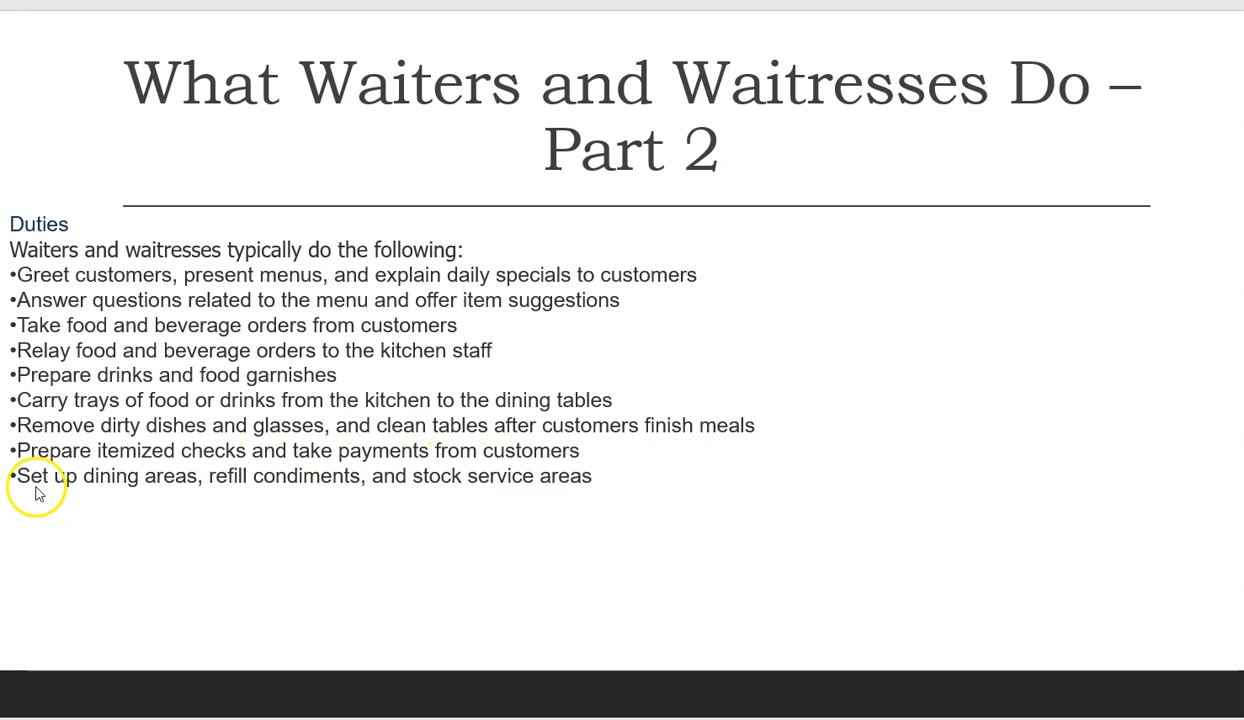 What Waiters and Waitresses Do –
Part 2
Duties
Waiters and waitresses typically do the following:
•Greet customers, present menus, and explain daily specials to customers
•Answer questions related to the menu and offer item suggestions
•Take food and beverage orders from customers
•Relay food and beverage orders to the kitchen staff
•Prepare drinks and food garnishes
•Carry trays of food or drinks from the kitchen to the dining tables
•Remove dirty dishes and glasses, and clean tables after customers finish meals
•Prepare itemized checks and take payments from customers
•Set up dining areas, refill condiments, and stock service areas